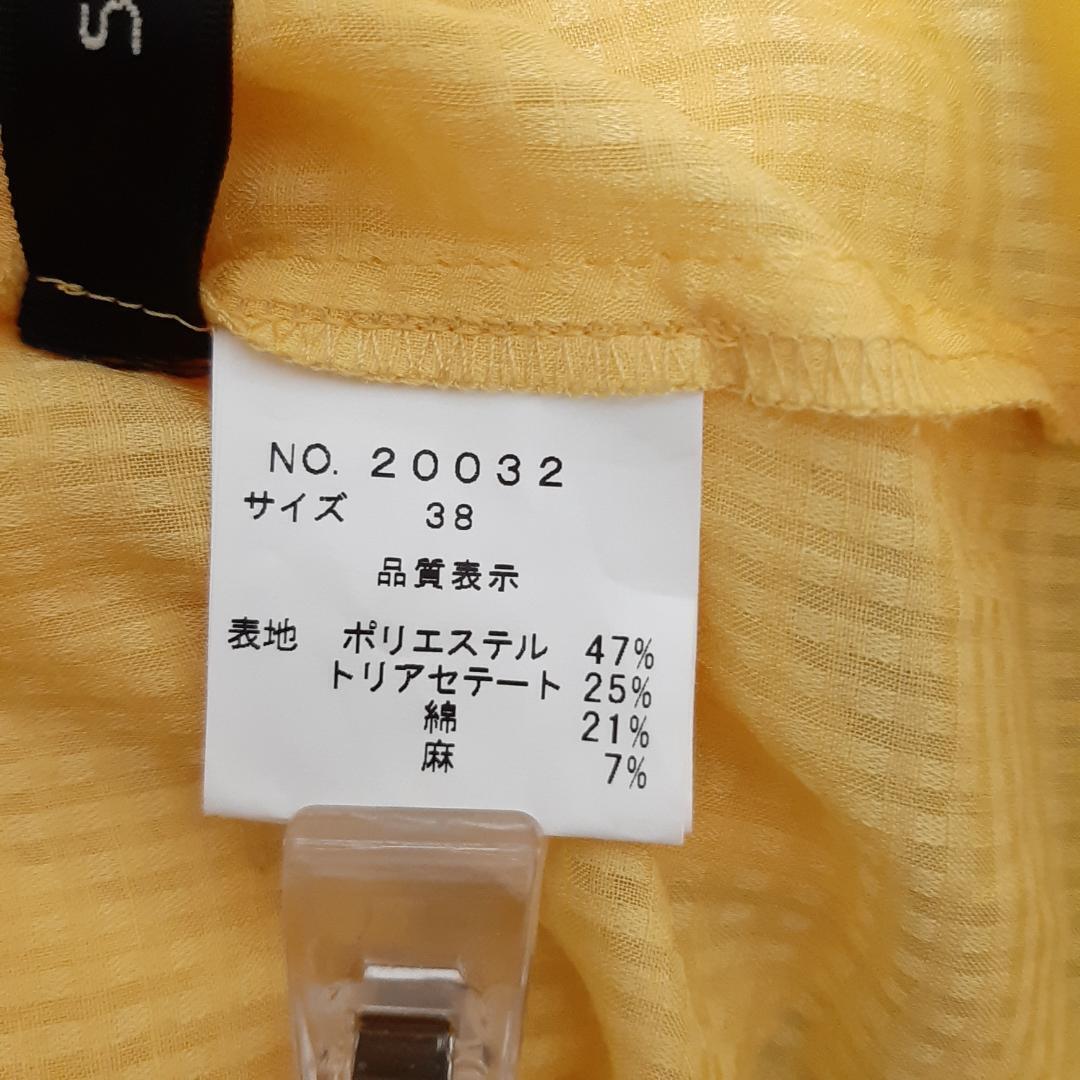 S
NO. 20032
サイズ 38
品質表示
表地 ポリエステル 47%
トリアセテート 25%
綿 21%
麻 7%